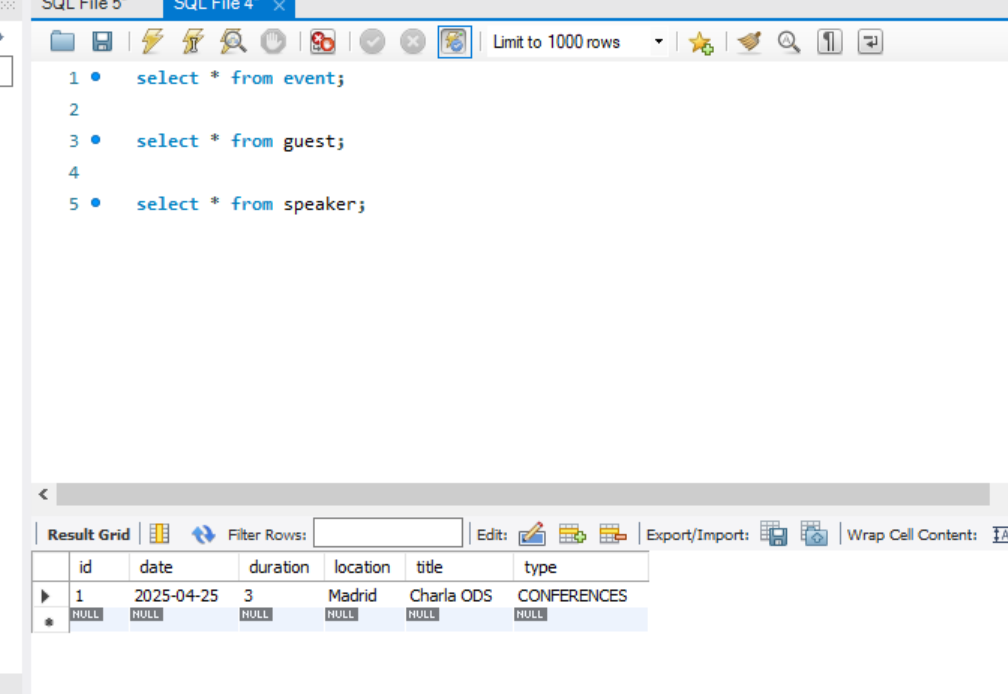 SQL File 5* SQL File 4*
Limit to 1000 rows
1 select * from event;
2
3 select * from guest;
4
5 select * from speaker;
Result Grid Filter Rows: Edit: Export/Import: Wrap Cell Content:
id date duration location title type
1 2025-04-25 3 Madrid Charla ODS CONFERENCES
NULL NULL NULL NULL NULL NULL